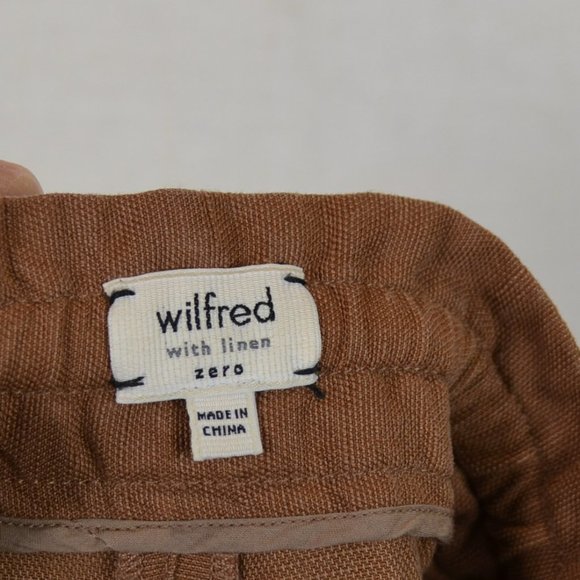 wilfred
with linen
zero
MADE IN
CHINA